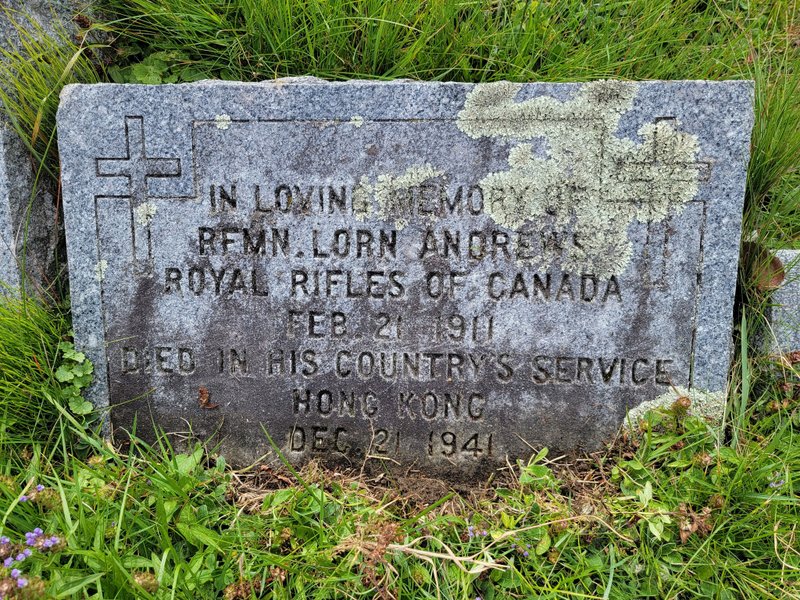 IN LOVING MEMORY OF
RFMN. LORN ANDREWS
ROYAL RIFLES OF CANADA
FEB. 21 1911
DIED IN HIS COUNTRY'S SERVICE
HONG KONG
DEC. 21 1941